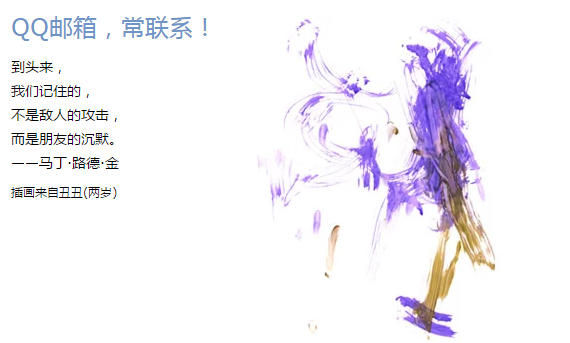 QQ邮箱，常联系！
到头来，
我们记住的，
不是敌人的攻击，
而是朋友的沉默。
——马丁·路德·金
插画来自丑丑(两岁)